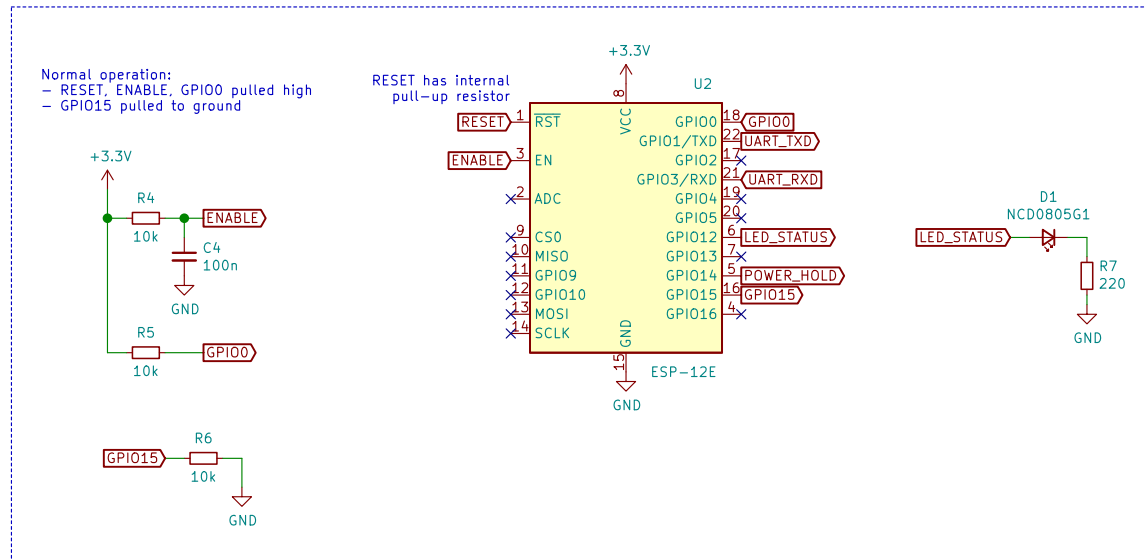 Normal operation:
– RESET, ENABLE, GPIO0 pulled high
– GPIO15 pulled to ground
+3.3V
R4
10k
ENABLE
C4
100n
GND
R5
10k
GPIO0
R6
GPIO15
10k
GND
RESET has internal
pull–up resistor
+3.3V
U2
8
VCC
RESET 1 RST
ENABLE 3 EN
2 ADC
9 CS0
10 MISO
11 GPIO9
12 GPIO10
13 MOSI
14 SCLK
GPIO0 18 GPIO0
GPIO1/TXD 22 UART_TXD
GPIO2 17
GPIO3/RXD 21 UART_RXD
GPIO4 19
GPIO5 20
GPIO12 6 LED_STATUS
GPIO13 7
GPIO14 5 POWER_HOLD
GPIO15 16 GPIO15
GPIO16 4
GND
15
ESP–12E
GND
D1
NCD0805G1
LED_STATUS
R7
220
GND